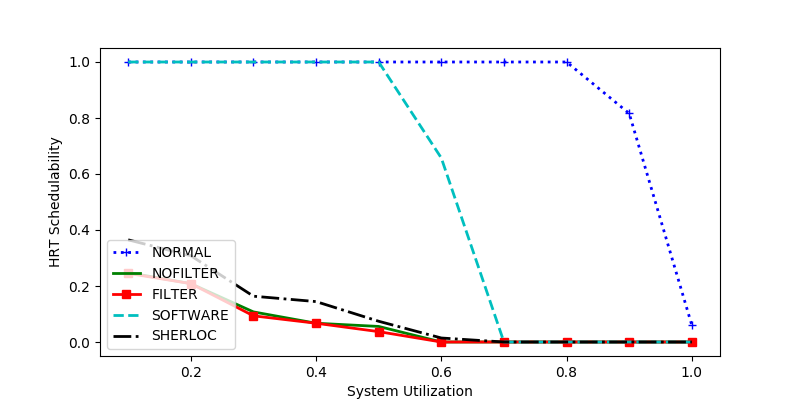 1.0
0.8
0.6
0.4
0.2
0.0
HRT Schedulability
NORMAL
NOFILTER
FILTER
SOFTWARE
SHERLOC
0.2 0.4 0.6 0.8 1.0
System Utilization